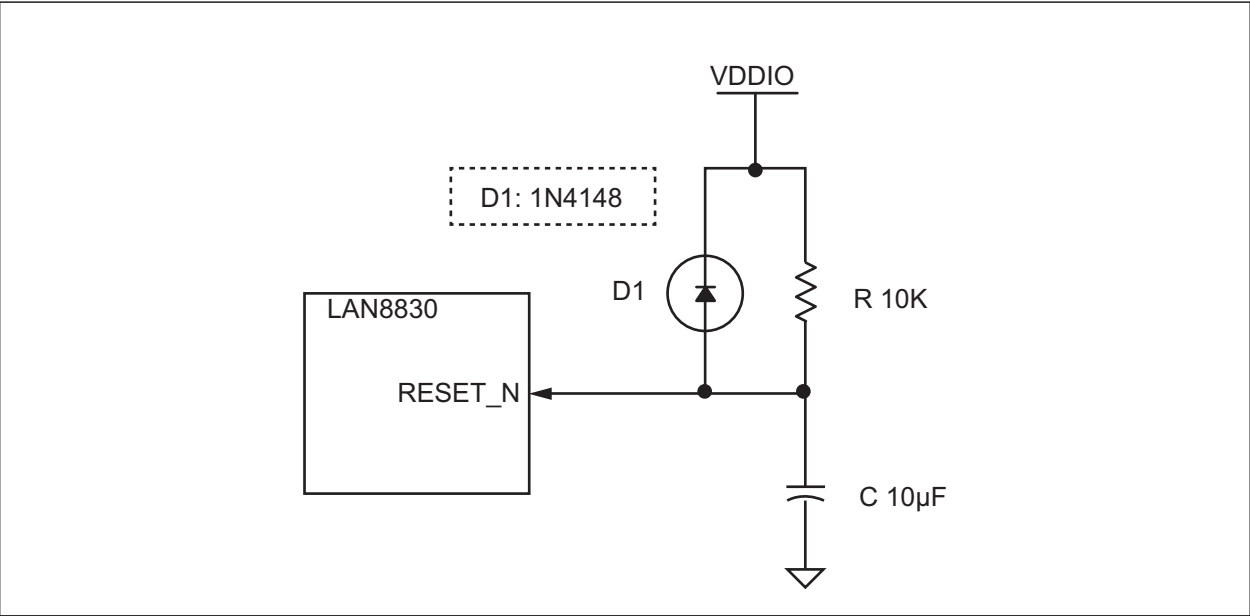 VDDIO
D1: 1N4148
D1
R 10K
LAN8830
RESET_N
C 10µF